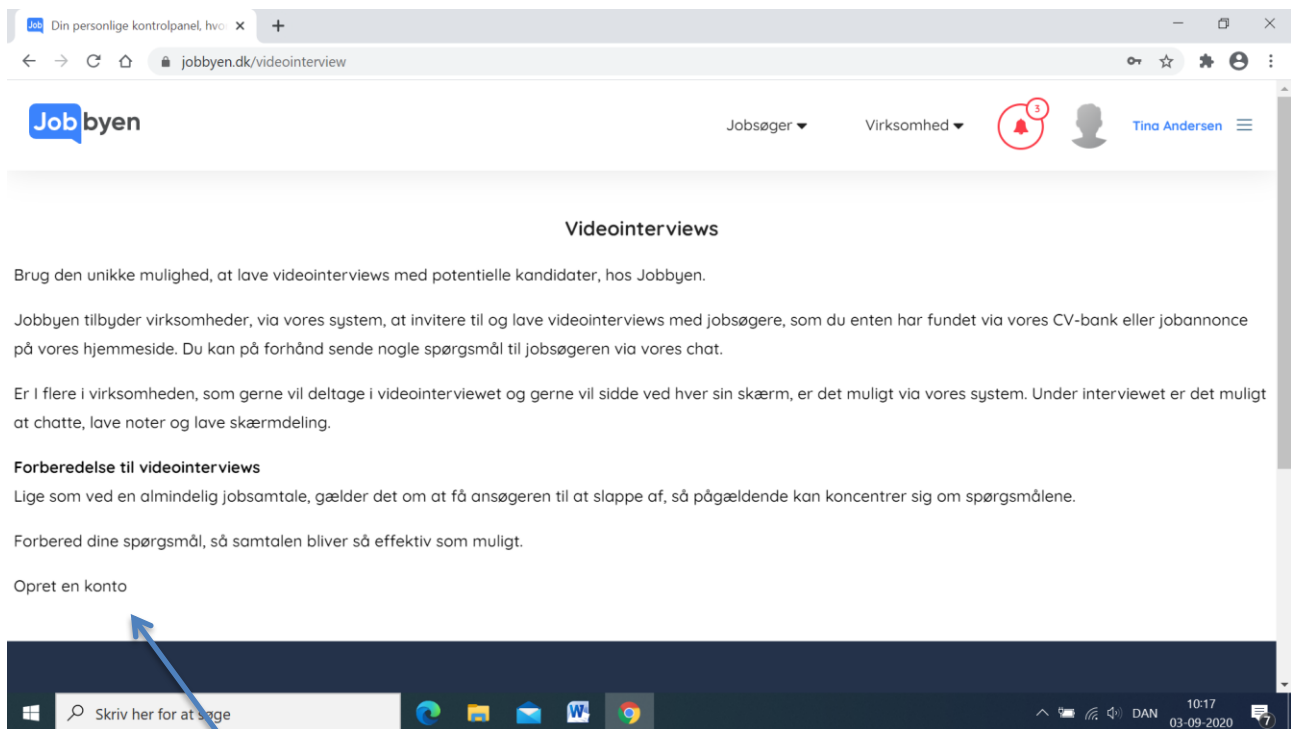 Din personlige kontrolpanel, hvo
jobbyen.dk/videointerview
Jobbyen
Jobsøger
Virksomhed
3
Tina Andersen
Videointerviews
Brug den unikke mulighed, at lave videointerviews med potentielle kandidater, hos Jobbyen.
Jobbyen tilbyder virksomheder, via vores system, at invitere til og lave videointerviews med jobsøgere, som du enten har fundet via vores CV-bank eller jobannonce
på vores hjemmeside. Du kan på forhånd sende nogle spørgsmål til jobsøgeren via vores chat.
Er I flere i virksomheden, som gerne vil deltage i videointerviewet og gerne vil sidde ved hver sin skærm, er det muligt via vores system. Under interviewet er det muligt
at chatte, lave noter og lave skærmdeling.
Forberedelse til videointerviews
Lige som ved en almindelig jobsamtale, gælder det om at få ansøgeren til at slappe af, så pågældende kan koncentrer sig om spørgsmålene.
Forbered dine spørgsmål, så samtalen bliver så effektiv som muligt.
Opret en konto
Skriv her for at søge
DAN
10:17
03-09-2020
7